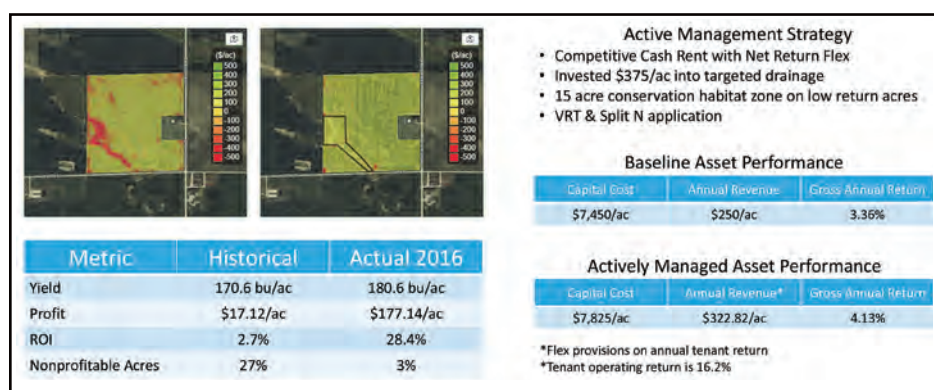 ($/ac)
500
400
300
200
100
0
-100
-200
-300
-400
-500
($/ac)
500
400
300
200
100
0
-100
-200
-300
-400
-500
Metric Historical Actual 2016
Yield 170.6 bu/ac 180.6 bu/ac
Profit $17.12/ac $177.14/ac
ROI 2.7% 28.4%
Nonprofitable Acres 27% 3%
Active Management Strategy
• Competitive Cash Rent with Net Return Flex
• Invested $375/ac into targeted drainage
• 15 acre conservation habitat zone on low return acres
• VRT & Split N application
Baseline Asset Performance
Capital Cost Annual Revenue Gross Annual Return
$7,450/ac $250/ac 3.36%
Actively Managed Asset Performance
Capital Cost Annual Revenue* Gross Annual Return
$7,825/ac $322.82/ac 4.13%
*Flex provisions on annual tenant return
*Tenant operating return is 16.2%